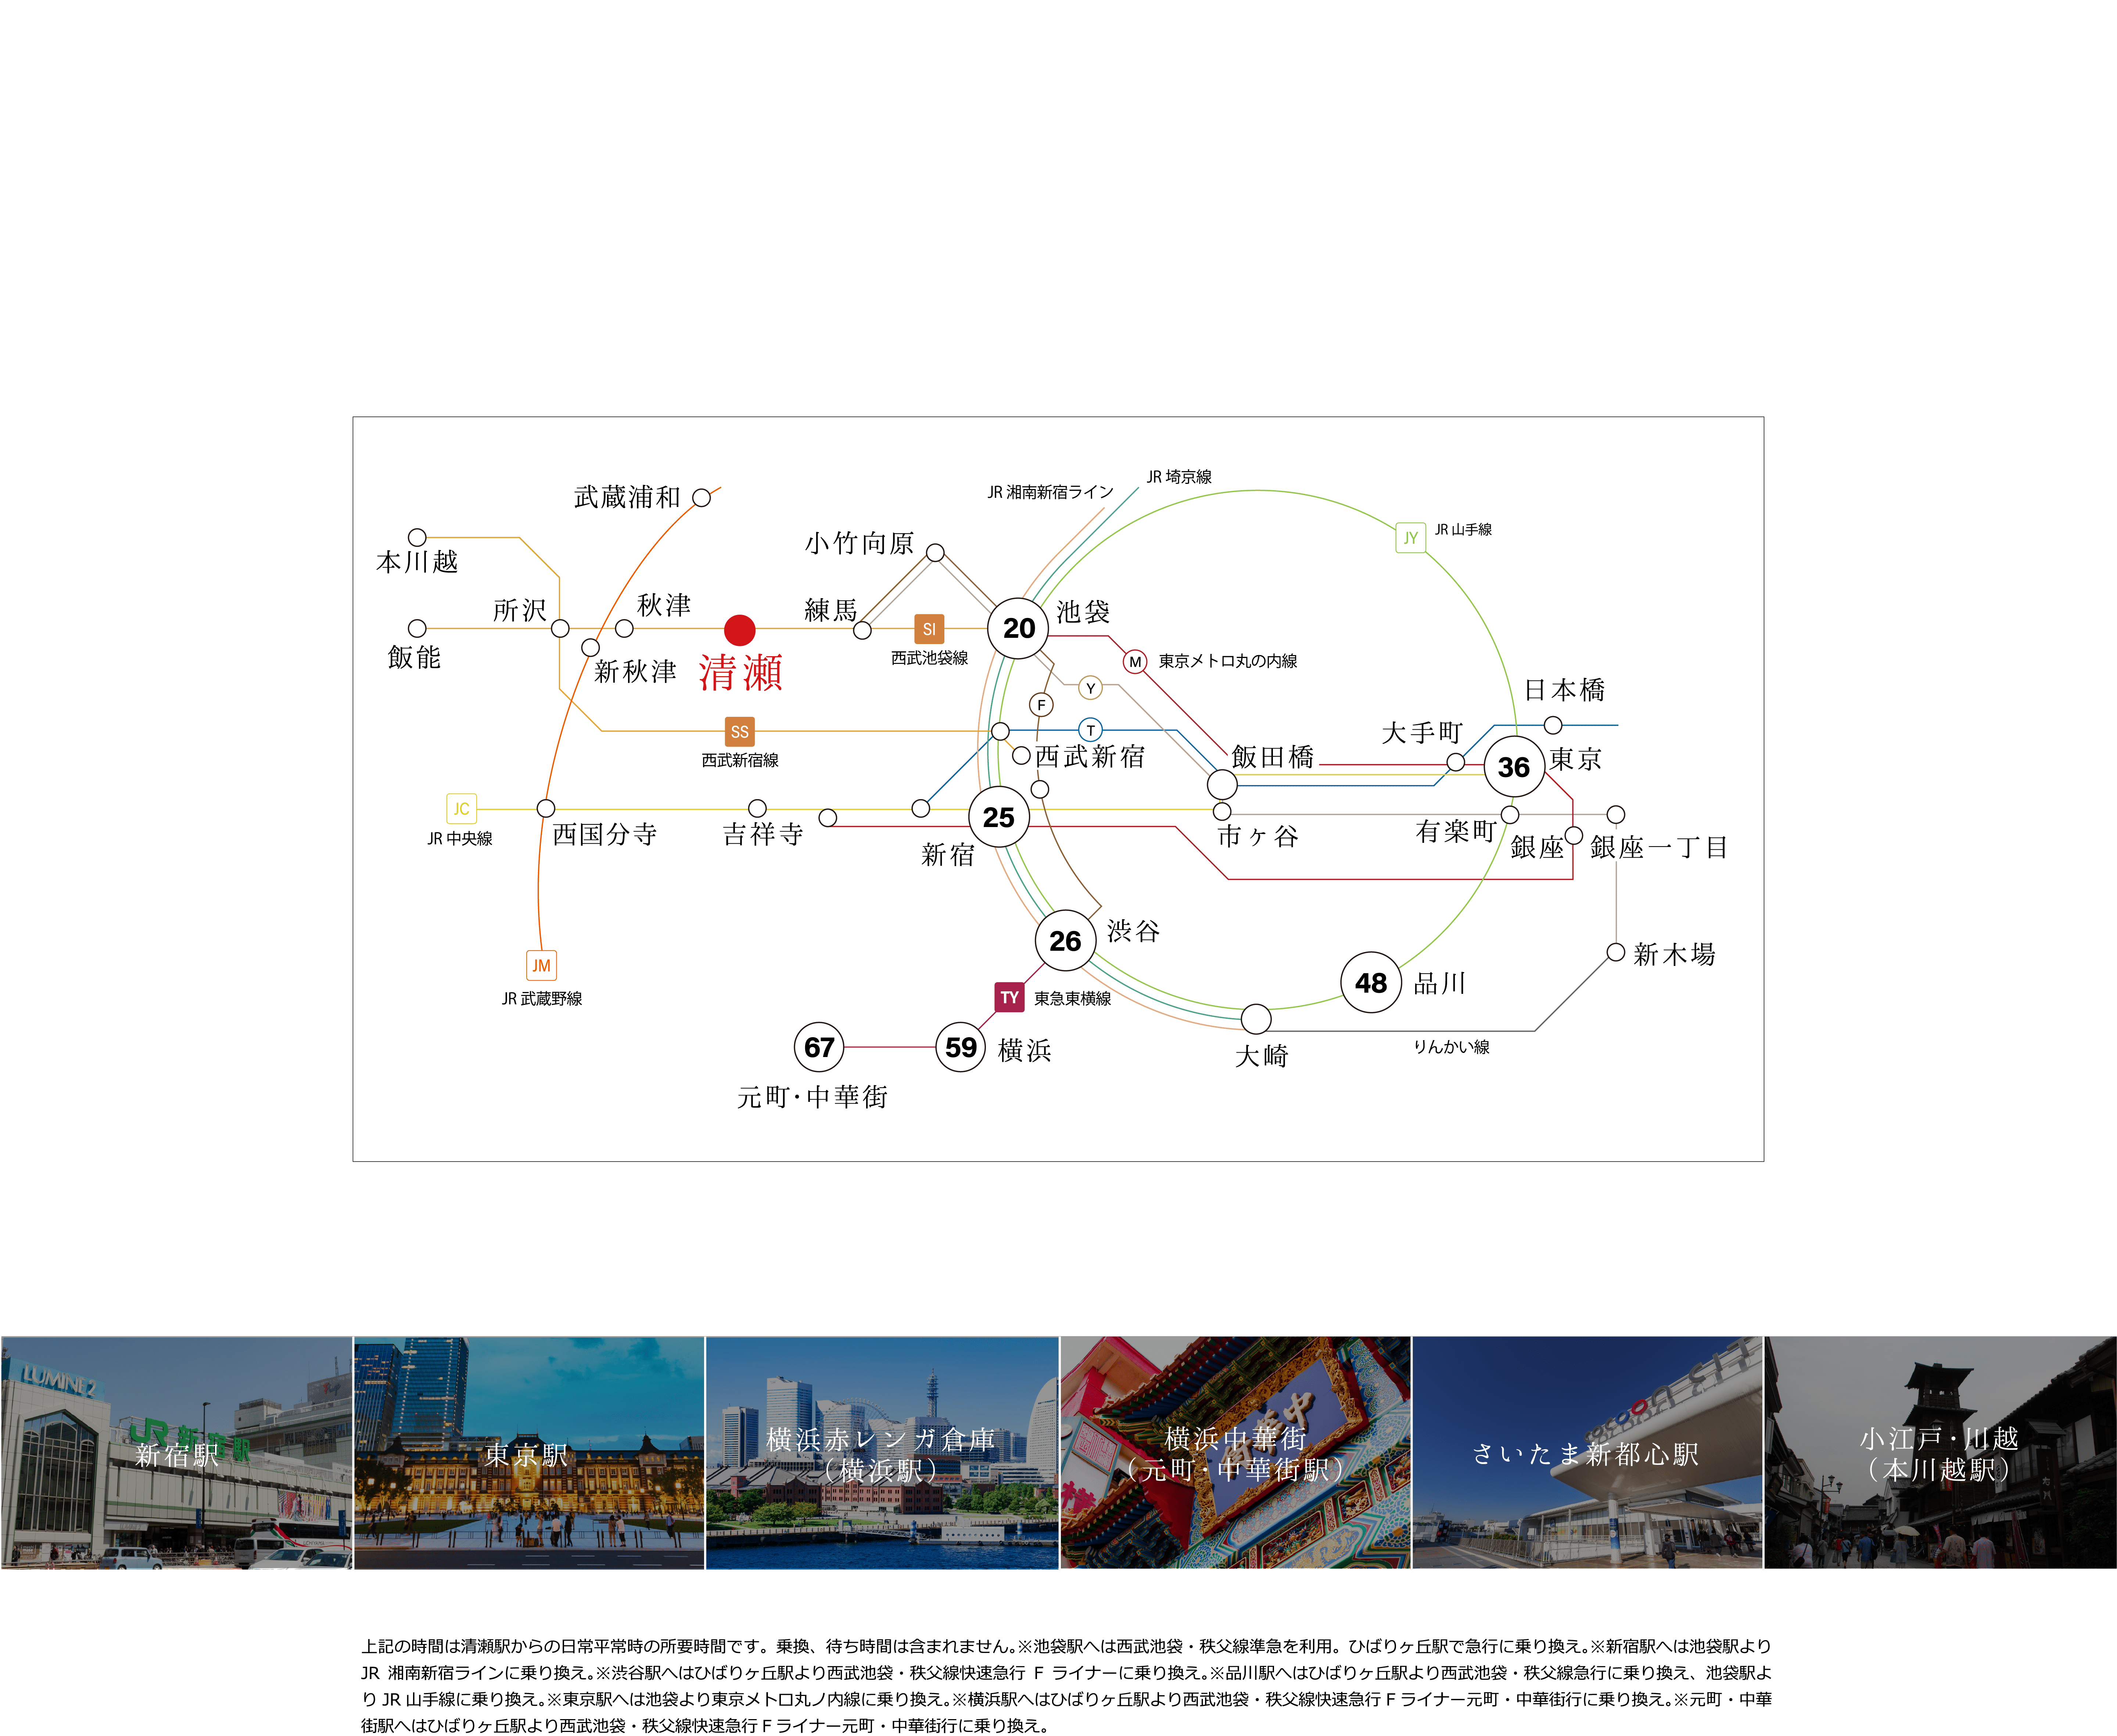 JR 埼京線
JR 湘南新宿ライン
武蔵浦和
JY
JR 山手線
小竹向原
本川越
所沢
秋津
練馬
SI
20
池袋
飯能
新秋津
清瀬
西武池袋線
M
東京メトロ丸の内線
Y
日本橋
F
SS
T
大手町
西武新宿線
西武新宿
飯田橋
36
東京
JC
JR 中央線
西国分寺
吉祥寺
25
新宿
市ヶ谷
有楽町
銀座
銀座一丁目
26
渋谷
JM
JR 武蔵野線
TY
東急東横線
48
品川
新木場
67
59
横浜
大崎
りんかい線
元町・中華街
LUMINE2
JR 新宿駅
新宿駅
東京駅
横浜赤レンガ倉庫
（横浜駅）
中華街
横浜中華街
（元町・中華街駅）
COCOON CITY
さいたま新都心駅
小江戸・川越
（本川越駅）
上記の時間は清瀬駅からの日常平常時の所要時間です。乗換、待ち時間は含まれません。※池袋駅へは西武池袋・秩父線準急を利用。ひばりヶ丘駅で急行に乗り換え。※新宿駅へは池袋駅より
JR 湘南新宿ラインに乗り換え。※渋谷駅へはひばりヶ丘駅より西武池袋・秩父線快速急行 F ライナーに乗り換え。※品川駅へはひばりヶ丘駅より西武池袋・秩父線急行に乗り換え、池袋駅よ
り JR 山手線に乗り換え。※東京駅へは池袋より東京メトロ丸ノ内線に乗り換え。※横浜駅へはひばりヶ丘駅より西武池袋・秩父線快速急行 F ライナー元町・中華街行に乗り換え。※元町・中華
街駅へはひばりヶ丘駅より西武池袋・秩父線快速急行 F ライナー元町・中華街行に乗り換え。